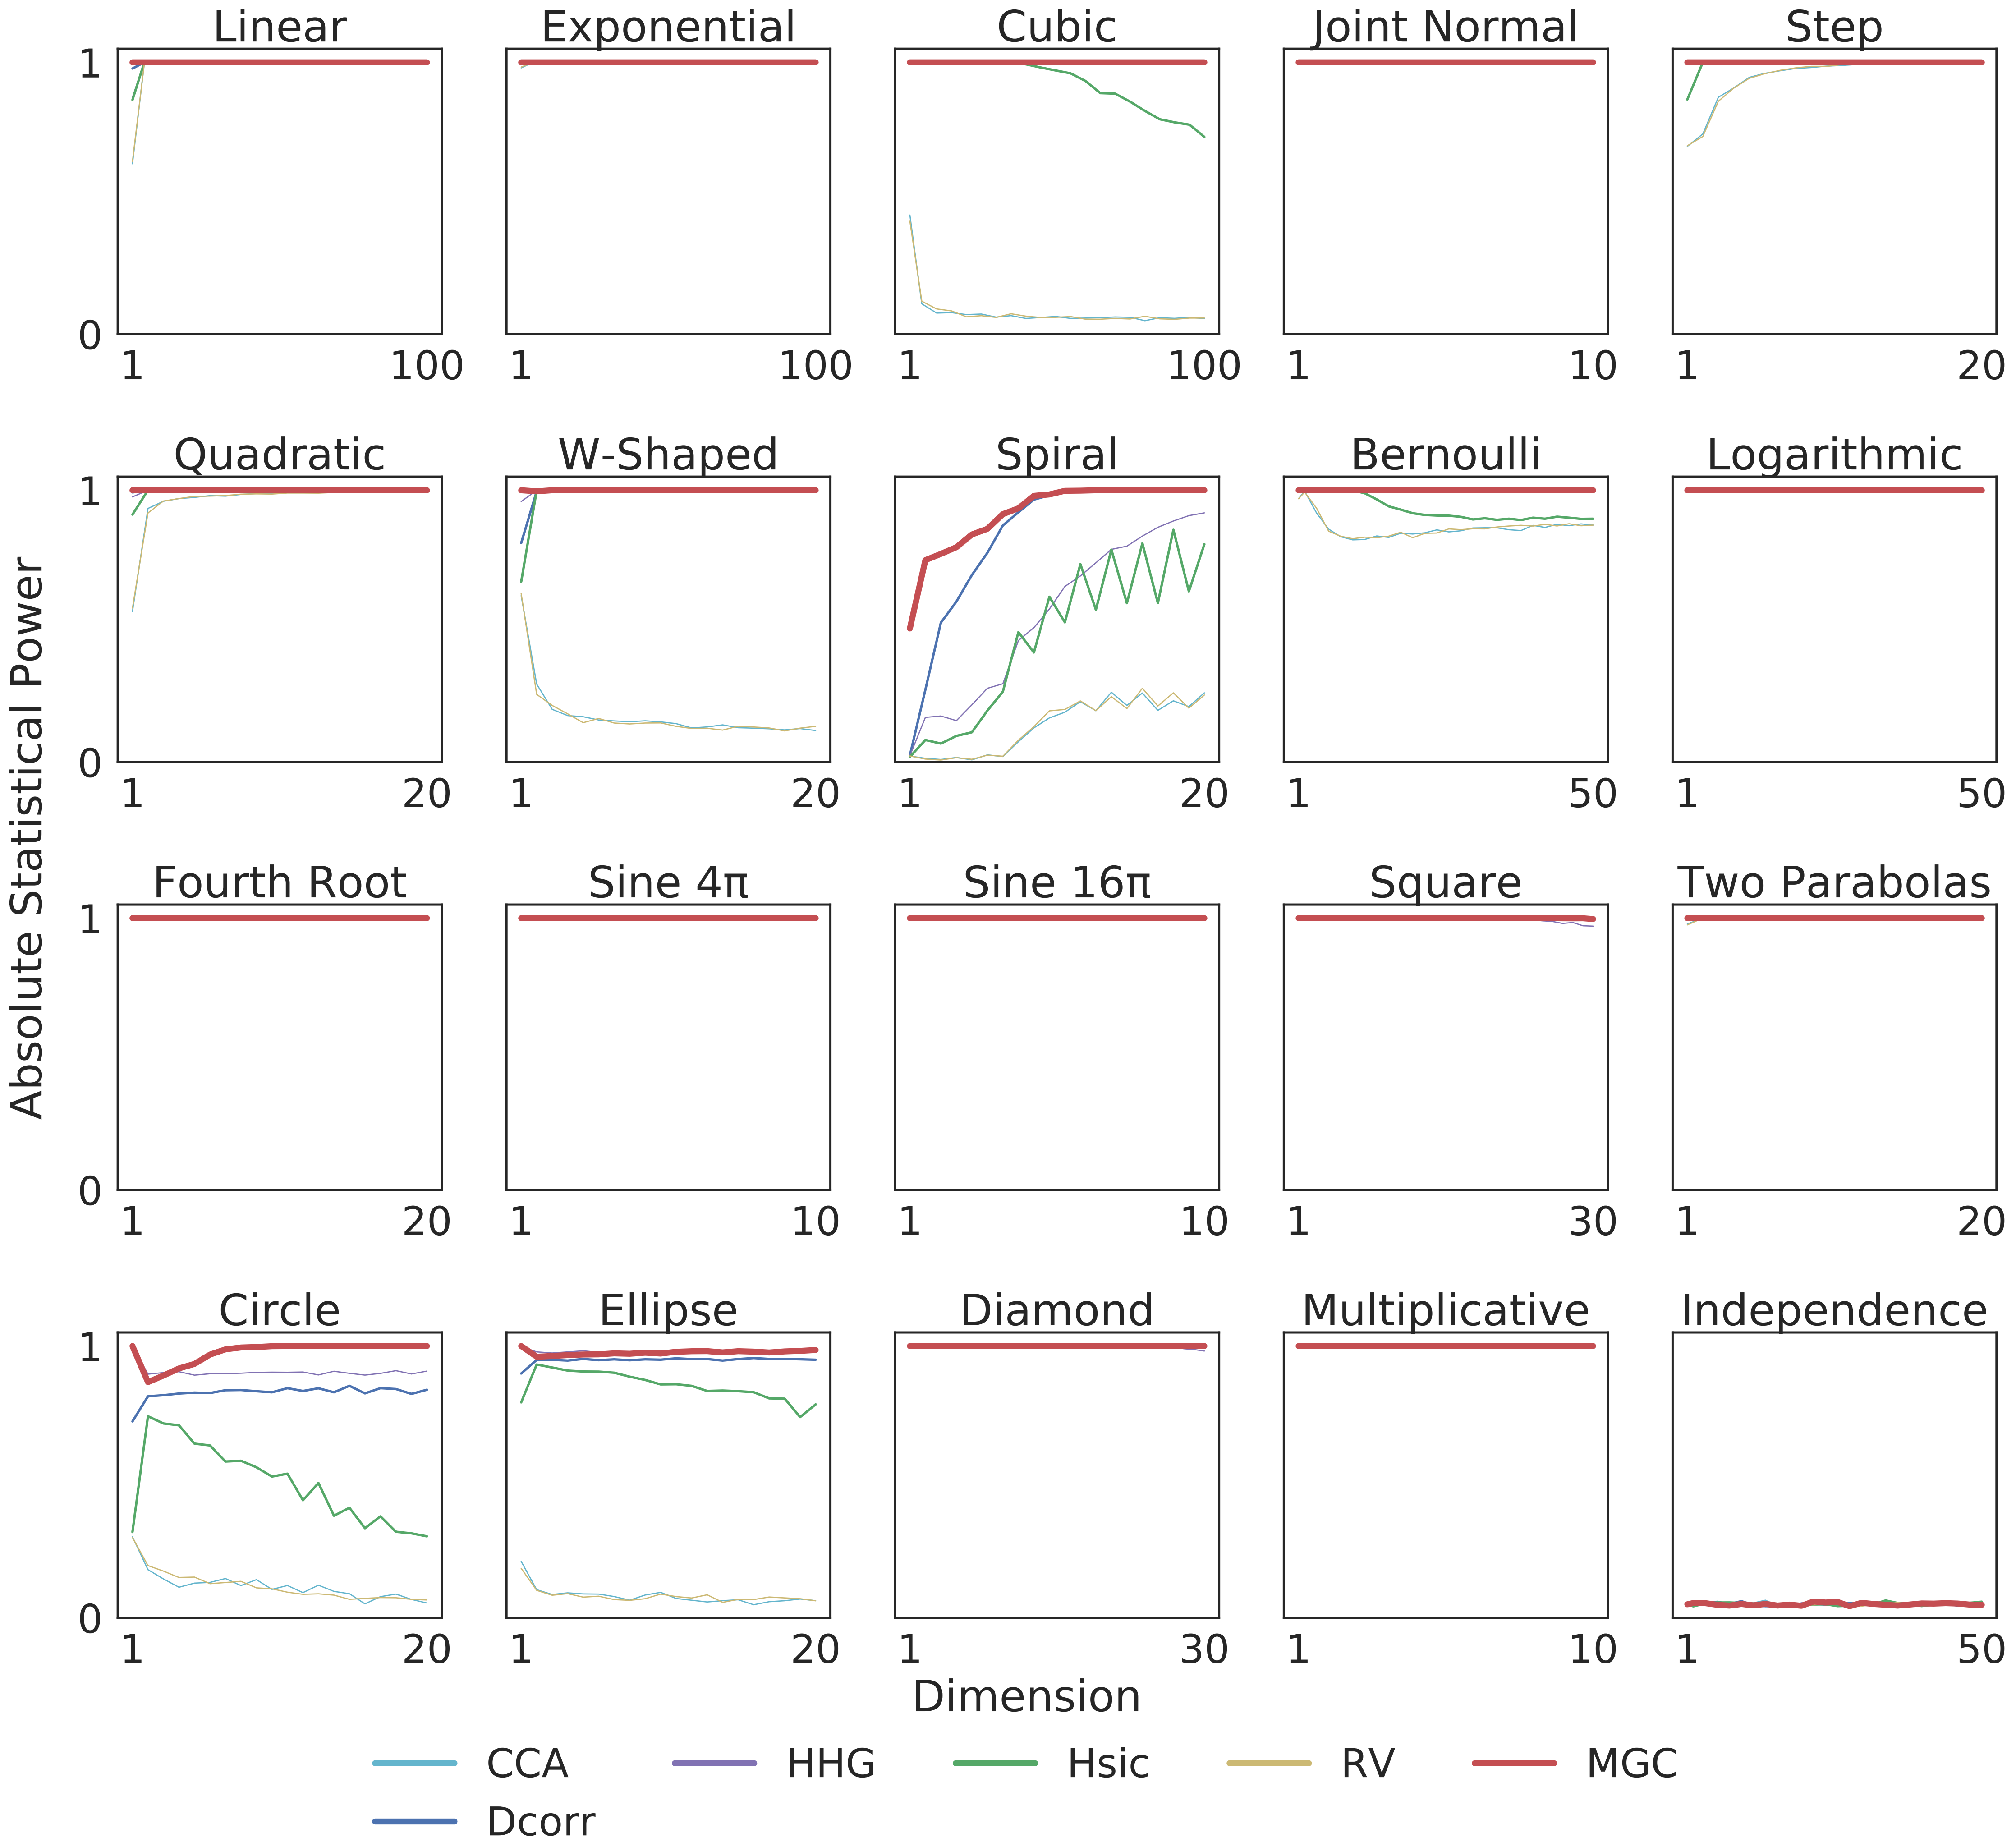 Linear Exponential Cubic Joint Normal Step
1
0
1 100 1 100 1 100 1 10 1 20
Quadratic W-Shaped Spiral Bernoulli Logarithmic
1
0
1 20 1 20 1 20 1 50 1 50
Absolute Statistical Power
Fourth Root Sine 4π Sine 16π Square Two Parabolas
1
0
1 20 1 10 1 10 1 30 1 20
Circle Ellipse Diamond Multiplicative Independence
1
0
1 20 1 20 1 30 1 10 1 50
Dimension
CCA HHG Hsic RV MGC
Dcorr